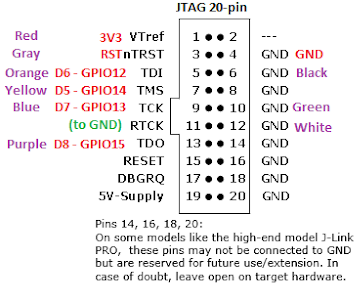 JTAG 20-pin
Red 3V3 VTref 1 2 ---
Gray RST nTRST 3 4 GND GND
Orange D6 - GPIO12 TDI 5 6 GND Black
Yellow D5 - GPIO14 TMS 7 8 GND
Blue D7 - GPIO13 TCK 9 10 GND Green
(to GND) RTCK 11 12 GND White
Purple D8 - GPIO15 TDO 13 14 GND
RESET 15 16 GND
DBGRQ 17 18 GND
5V-Supply 19 20 GND
Pins 14, 16, 18, 20:
On some models like the high-end model J-Link
PRO, these pins may not be connected to GND
but are reserved for future use/extension. In
case of doubt, leave open on target hardware.